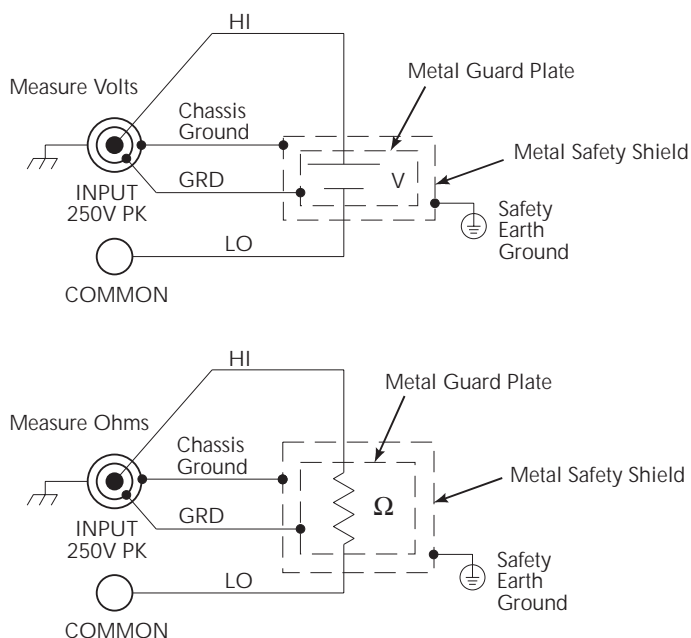 HI
Metal Guard Plate
Measure Volts
Chassis
Ground
Metal Safety Shield
V
GRD
INPUT
250V PK
Safety
Earth
Ground
LO
COMMON
HI
Metal Guard Plate
Measure Ohms
Chassis
Ground
Metal Safety Shield
Ω
GRD
INPUT
250V PK
Safety
Earth
Ground
LO
COMMON